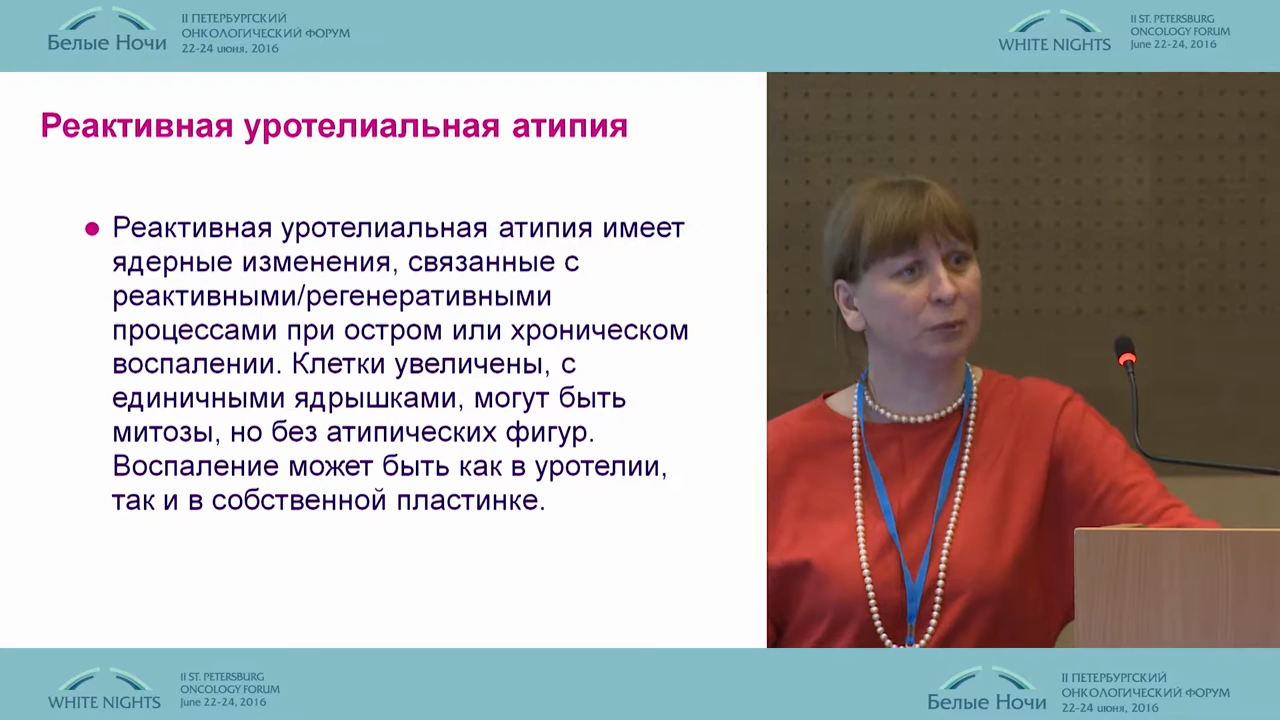 Белые Ночи
II ПЕТЕРБУРГСКИЙ
ОНКОЛОГИЧЕСКИЙ ФОРУМ
22-24 июня, 2016
WHITE NIGHTS
II ST. PETERSBURG
ONCOLOGY FORUM
June 22-24, 2016
Реактивная уротелиальная атипия
Реактивная уротелиальная атипия имеет
ядерные изменения, связанные с
реактивными/регенеративными
процессами при остром или хроническом
воспалении. Клетки увеличены, с
единичными ядрышками, могут быть
митозы, но без атипических фигур.
Воспаление может быть как в уротелии,
так и в собственной пластинке.
WHITE NIGHTS
II ST. PETERSBURG
ONCOLOGY FORUM
June 22-24, 2016
Белые Ночи
II ПЕТЕРБУРГСКИЙ
ОНКОЛОГИЧЕСКИЙ ФОРУМ
22-24 июня, 2016